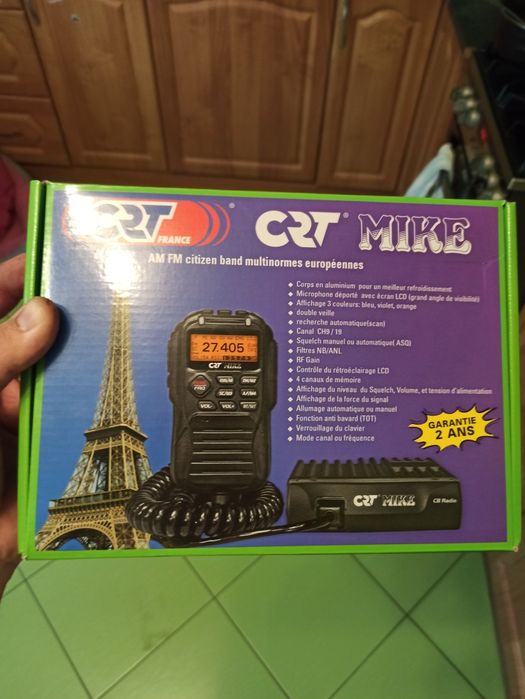 CRT
FRANCE
CRT® MIKE
AM FM citizen band multinormes européennes
Corps en aluminium pour un meilleur refroidissement
Microphone déporté avec écran LCD (grand angle de visibilité)
Affichage 3 couleurs: bleu, violet, orange
double veille
recherche automatique(scan)
Canal CH9 / 19
Squelch manuel ou automatique( ASQ)
Filtres NB/ANL
RF Gain
Contrôle du rétroéclairage LCD
4 canaux de mémoire
Affichage du niveau du Squelch, Volume, et tension d'alimentation
Affichage de la force du signal
Allumage automatique ou manuel
Fonction anti bavard (TOT)
Verrouillage du clavier
Mode canal ou fréquence
GARANTIE
2 ANS
27.405
CRT MIKE
VOL- VOL+
CRT MIKE
CB Radio